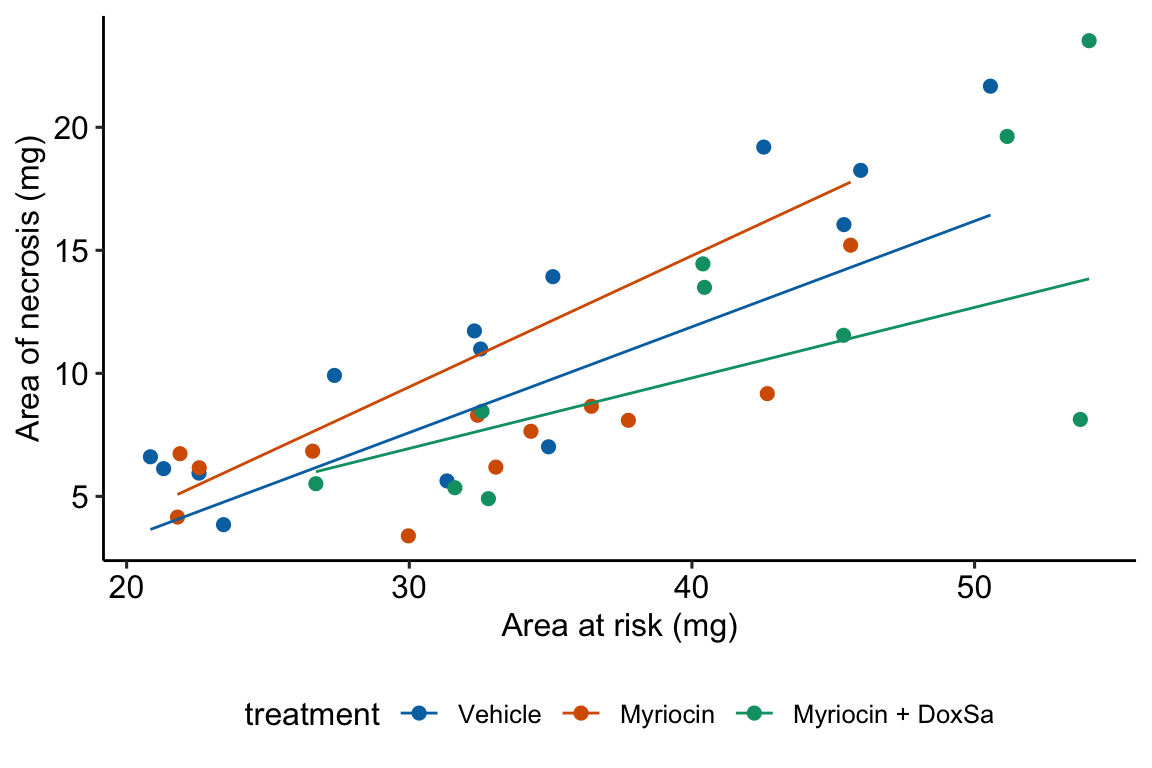 Area of necrosis (mg)
20
15
10
5
20 30 40 50
Area at risk (mg)
treatment Vehicle Myriocin Myriocin + DoxSa